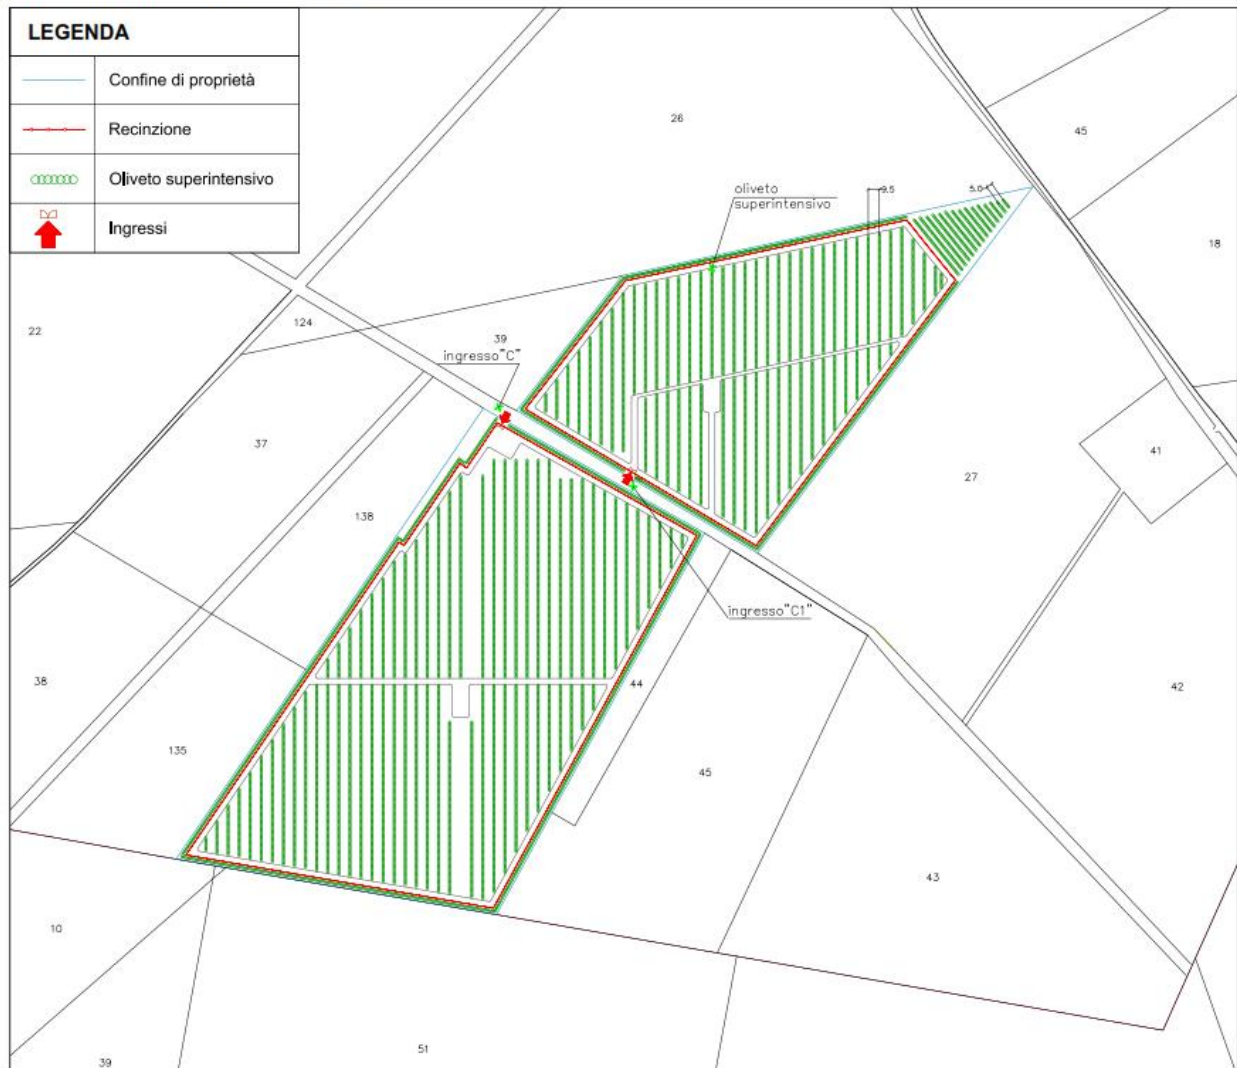 LEGENDA
Confine di proprietà
Recinzione
Oliveto superintensivo
Ingressi
26
45
18
oliveto
superintensivo
9.5
5.0
22
124
39
ingresso"C"
37
138
27
41
ingresso"C1"
38
44
42
135
45
43
10
51
39